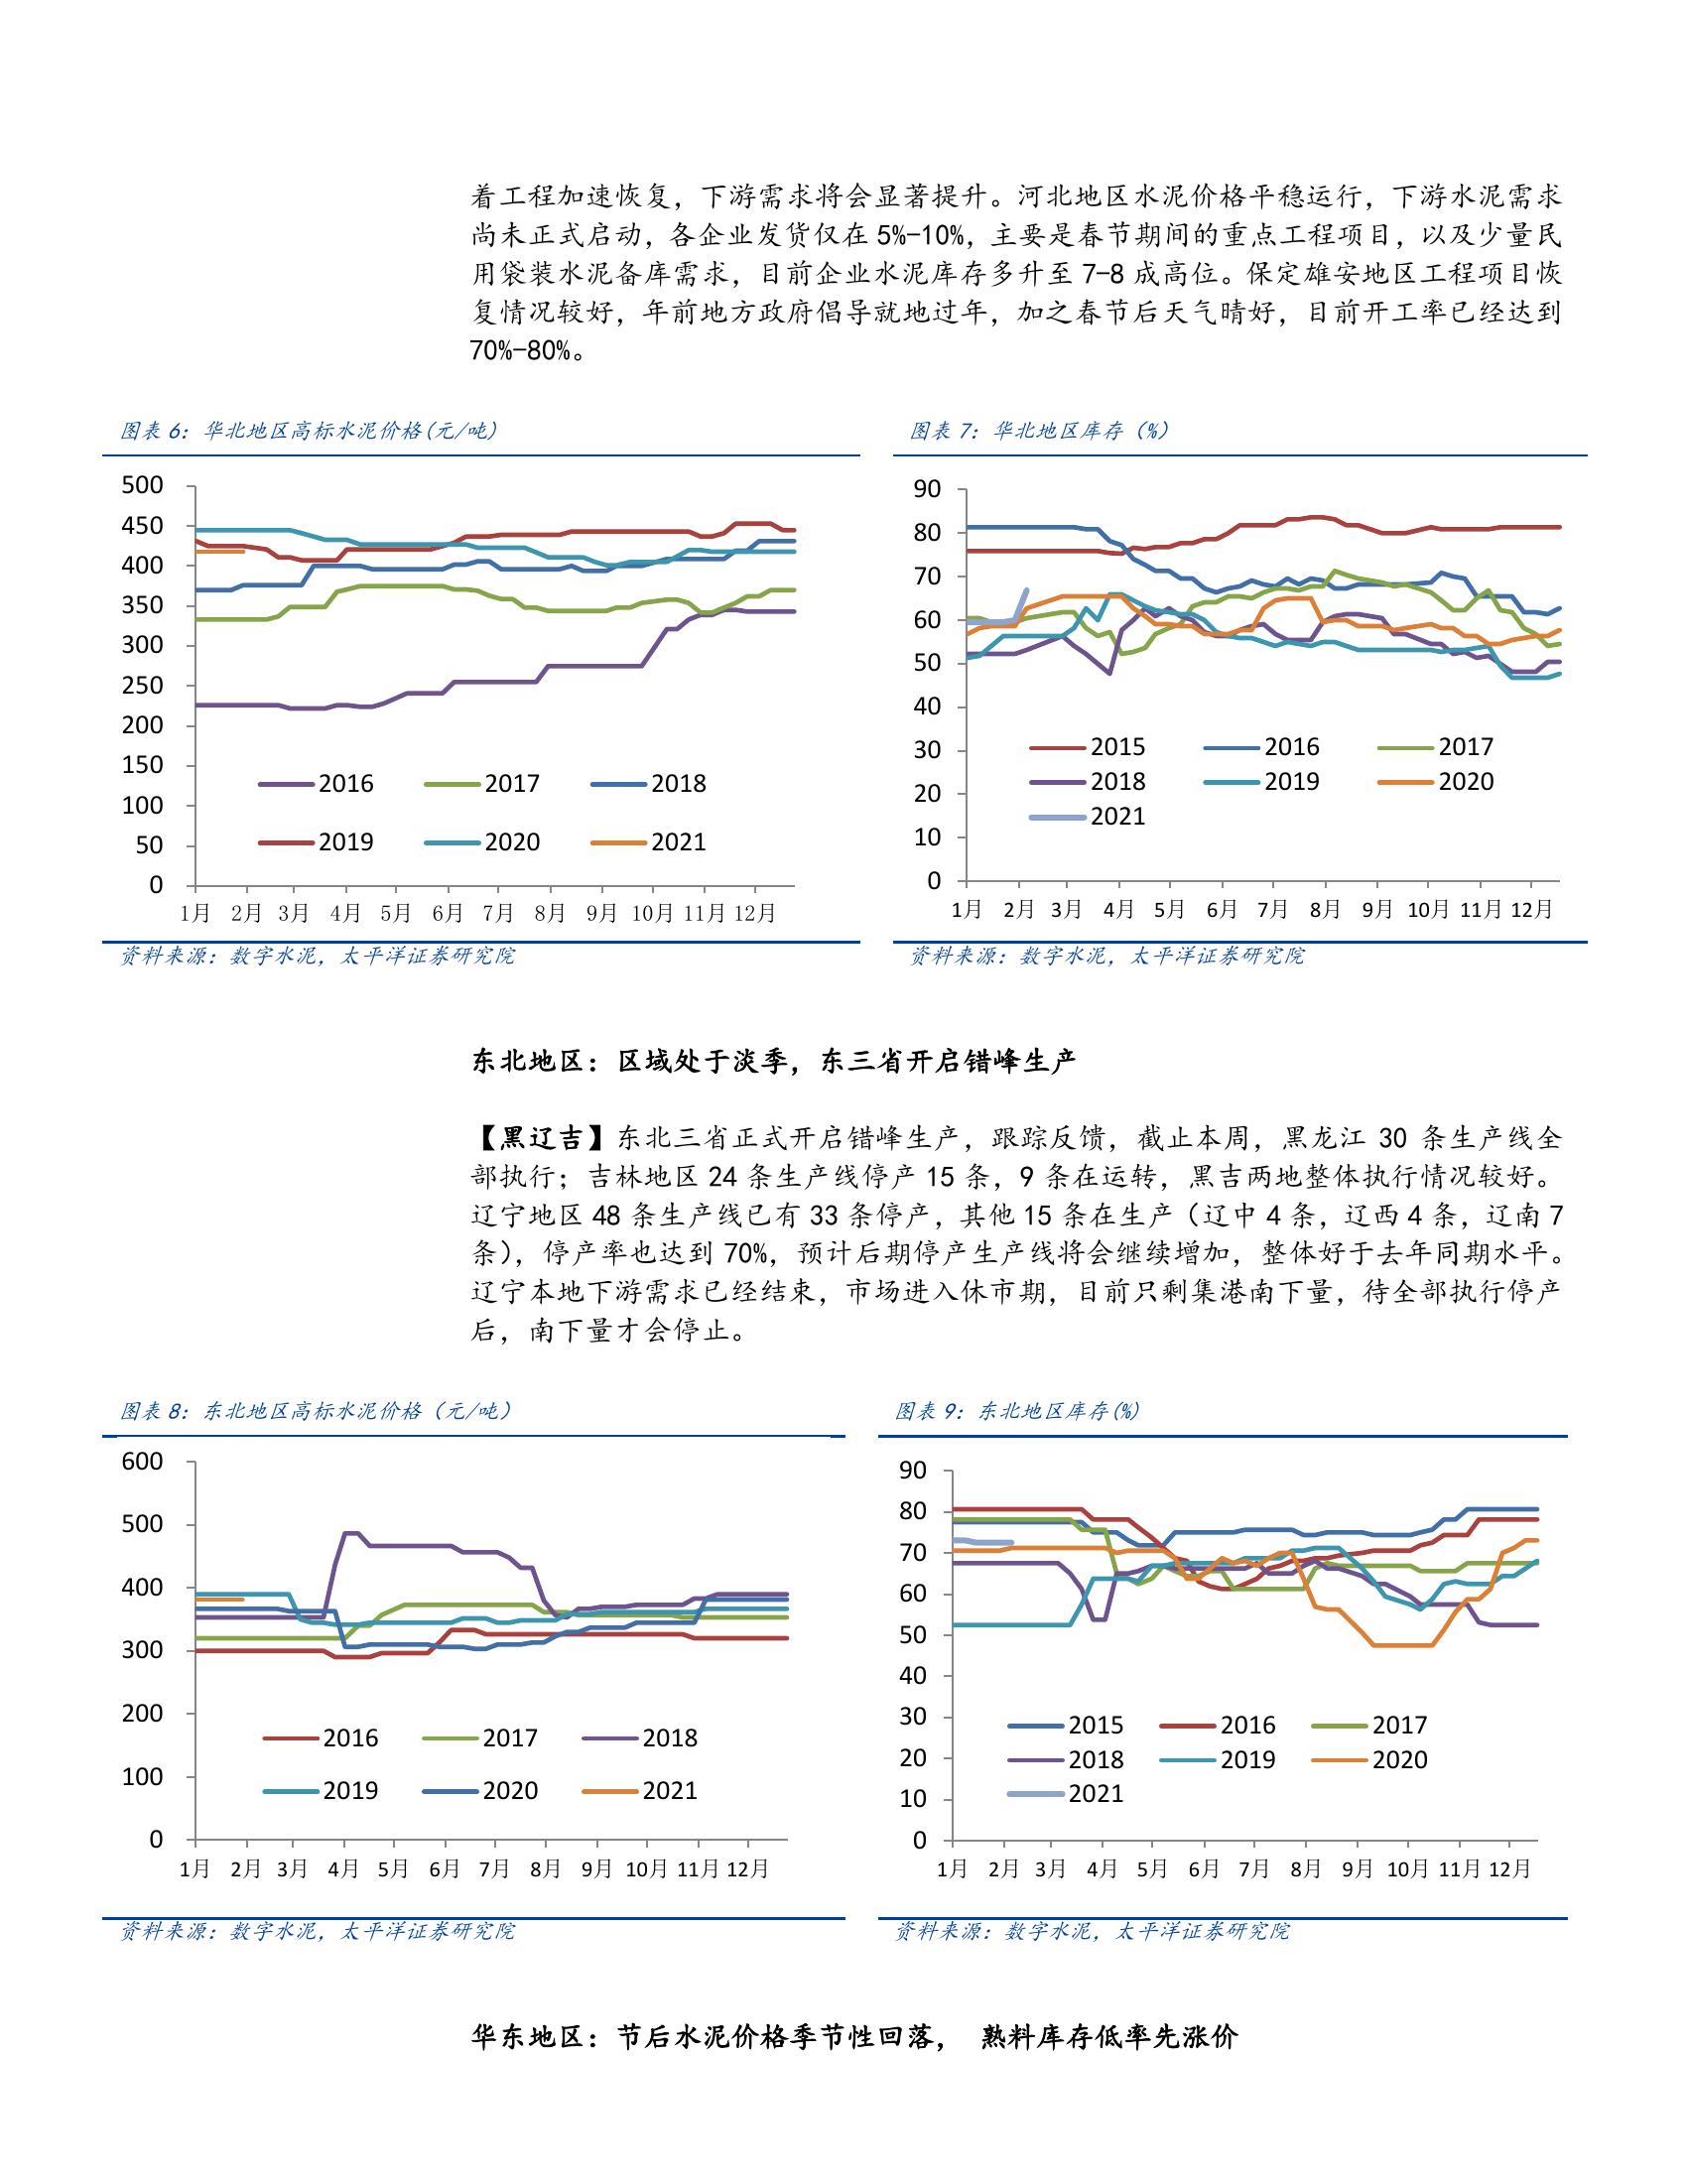 着工程加速恢复，下游需求将会显著提升。河北地区水泥价格平稳运行，下游水泥需求
尚未正式启动，各企业发货仅在 5%-10%，主要是春节期间的重点工程项目，以及少量民
用袋装水泥备库需求，目前企业水泥库存多升至 7-8 成高位。保定雄安地区工程项目恢
复情况较好，年前地方政府倡导就地过年，加之春节后天气晴好，目前开工率已经达到
70%-80%。
图表 6：华北地区高标水泥价格(元/吨)
500
450
400
350
300
250
200
150
100
50
0
2016 2017 2018
2019 2020 2021
1月 2月 3月 4月 5月 6月 7月 8月 9月 10月 11月 12月
资料来源：数字水泥，太平洋证券研究院
图表 7：华北地区库存 (%)
90
80
70
60
50
40
30
20
10
0
2015 2016 2017
2018 2019 2020
2021
1月 2月 3月 4月 5月 6月 7月 8月 9月 10月 11月 12月
资料来源：数字水泥，太平洋证券研究院
东北地区：区域处于淡季，东三省开启错峰生产
【黑辽吉】东北三省正式开启错峰生产，跟踪反馈，截止本周，黑龙江 30 条生产线全
部执行；吉林地区 24 条生产线停产 15 条，9 条在运转，黑吉两地整体执行情况较好。
辽宁地区 48 条生产线已有 33 条停产，其他 15 条在生产（辽中 4 条，辽西 4 条，辽南 7
条），停产率也达到 70%，预计后期停产生产线将会继续增加，整体好于去年同期水平。
辽宁本地下游需求已经结束，市场进入休市期，目前只剩集港南下量，待全部执行停产
后，南下量才会停止。
图表 8：东北地区高标水泥价格（元/吨）
600
500
400
300
200
100
0
2016 2017 2018
2019 2020 2021
1月 2月 3月 4月 5月 6月 7月 8月 9月 10月 11月 12月
资料来源：数字水泥，太平洋证券研究院
图表 9：东北地区库存(%)
90
80
70
60
50
40
30
20
10
0
2015 2016 2017
2018 2019 2020
2021
1月 2月 3月 4月 5月 6月 7月 8月 9月 10月 11月 12月
资料来源：数字水泥，太平洋证券研究院
华东地区：节后水泥价格季节性回落， 熟料库存低率先涨价